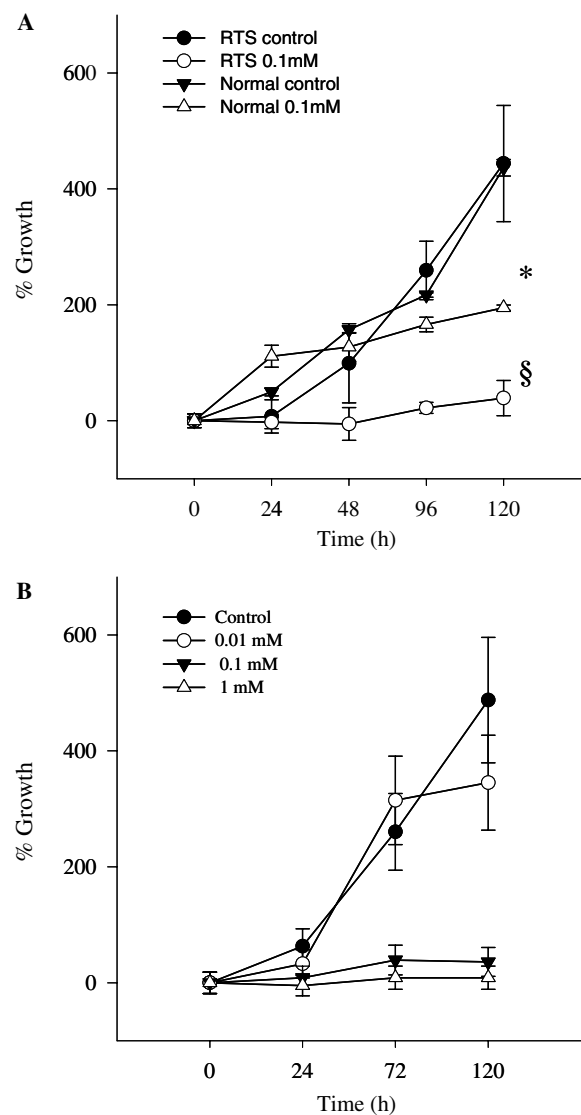 A
RTS control
RTS 0.1mM
Normal control
Normal 0.1mM
600
400
200
0
% Growth
*
§
0 24 48 96 120
Time (h)
B
Control
0.01 mM
0.1 mM
1 mM
600
400
200
0
% Growth
0 24 72 120
Time (h)